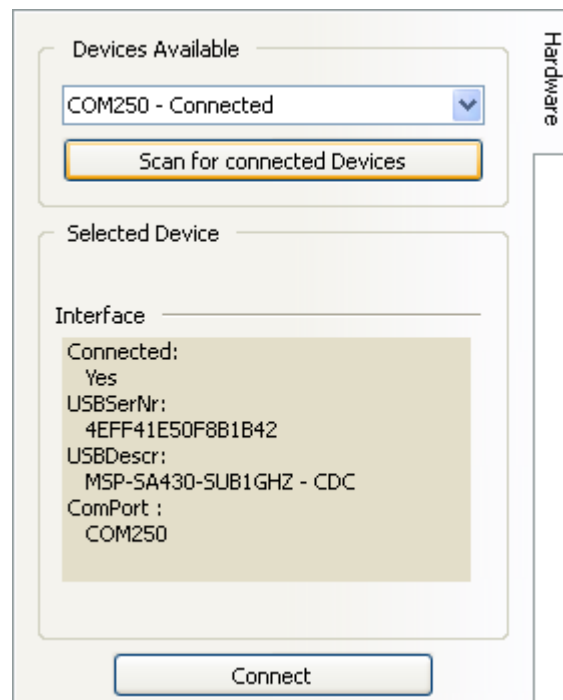 Hardware
Devices Available
COM250 - Connected
Scan for connected Devices
Selected Device
Interface
Connected:
Yes
USBSerNr:
4EFF41E50F8B1B42
USBDescr:
MSP-SA430-SUB1GHZ - CDC
ComPort :
COM250
Connect